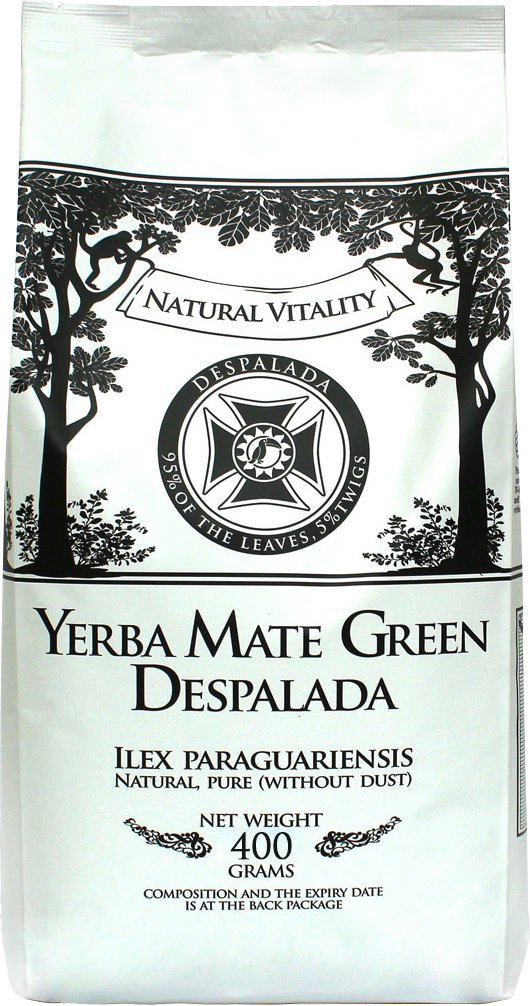 NATURAL VITALITY
DESPALADA
95% OF THE LEAVES, 5% TWIGS
YERBA MATE GREEN
DESPALADA
ILEX PARAGUARIENSIS
NATURAL, PURE (WITHOUT DUST)
NET WEIGHT
400
GRAMS
COMPOSITION AND THE EXPIRY DATE
IS AT THE BACK PACKAGE